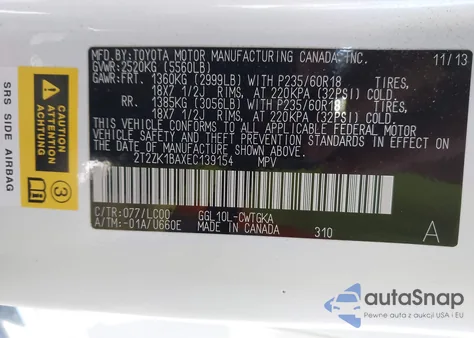 MFD. BY: TOYOTA MOTOR MANUFACTURING CANADA INC. 11/13
GVWR: 2520KG (5560LB)
GAWR: FRT. 1360KG (2999LB) WITH P235/60R18 TIRES,
18X7 1/2J RIMS, AT 220KPA (32PSI) COLD.
RR. 1385KG (3056LB) WITH P235/60R18 TIRES,
18X7 1/2J RIMS, AT 220KPA (32PSI) COLD.
THIS VEHICLE CONFORMS TO ALL APPLICABLE FEDERAL MOTOR
VEHICLE SAFETY, BUMPER, AND THEFT PREVENTION STANDARDS IN EFFECT
ON THE DATE OF MANUFACTURE SHOWN ABOVE.
2T2ZK1BAXEC139154 MPV
C/TR: 077/LC00 GGL10L-CWTGKA
A/TM: -01A/U660E MADE IN CANADA 310 A
SRS SIDE AIRBAG
CAUTION
ATTENTION
ACHTUNG
3
autoSnap
Pewne auta z aukcji USA i EU